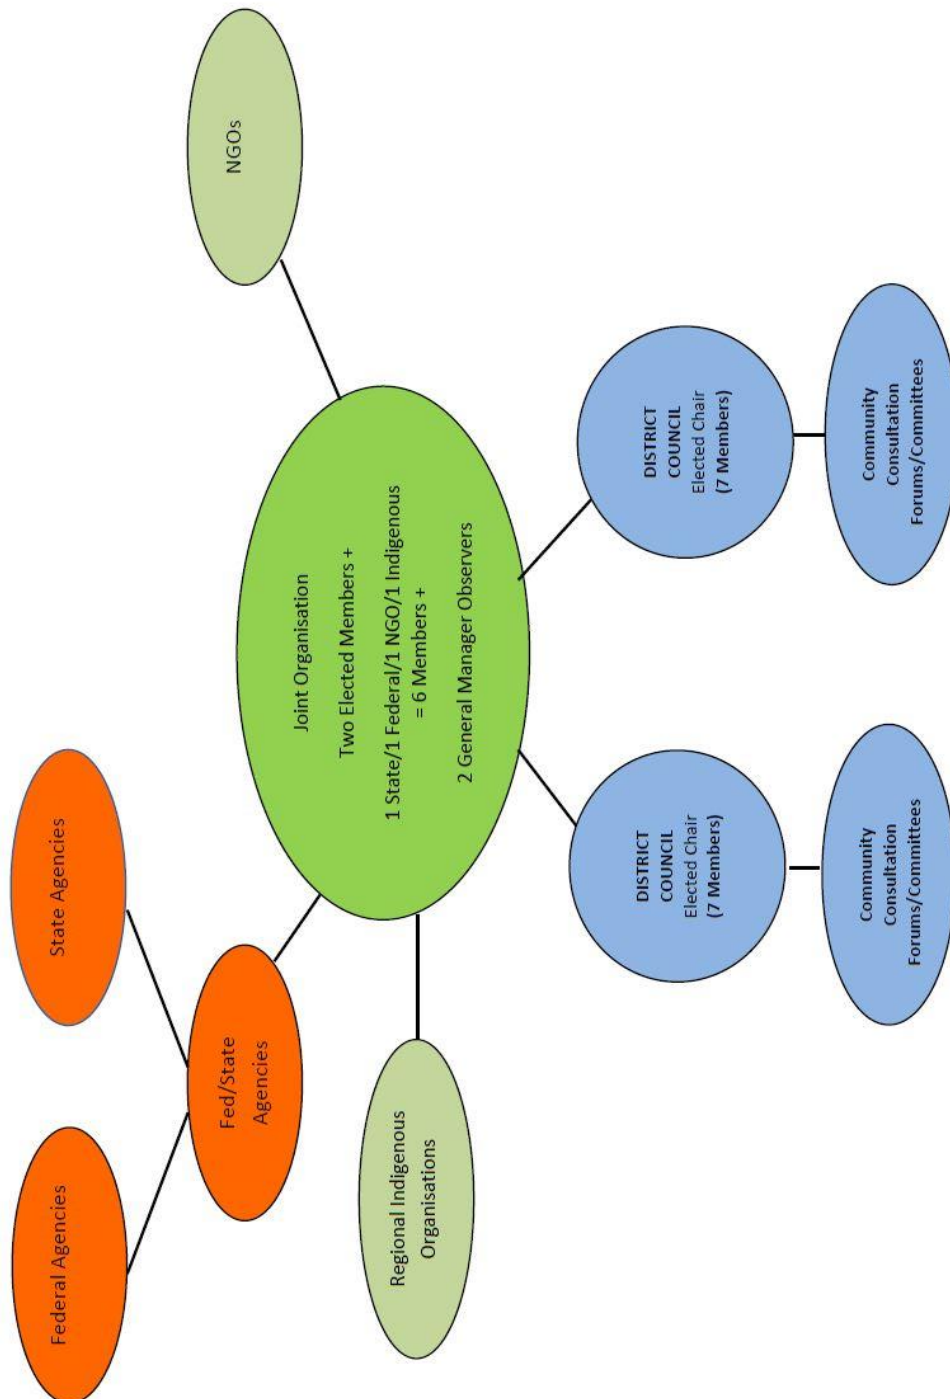 Federal Agencies
State Agencies
Fed/State
Agencies
NGOs
Regional Indigenous
Organisations
Joint Organisation
Two Elected Members +
1 State/1 Federal/1 NGO/1 Indigenous
= 6 Members +
2 General Manager Observers
DISTRICT
COUNCIL
Elected Chair
(7 Members)
DISTRICT
COUNCIL
Elected Chair
(7 Members)
Community
Consultation
Forums/Committees
Community
Consultation
Forums/Committees